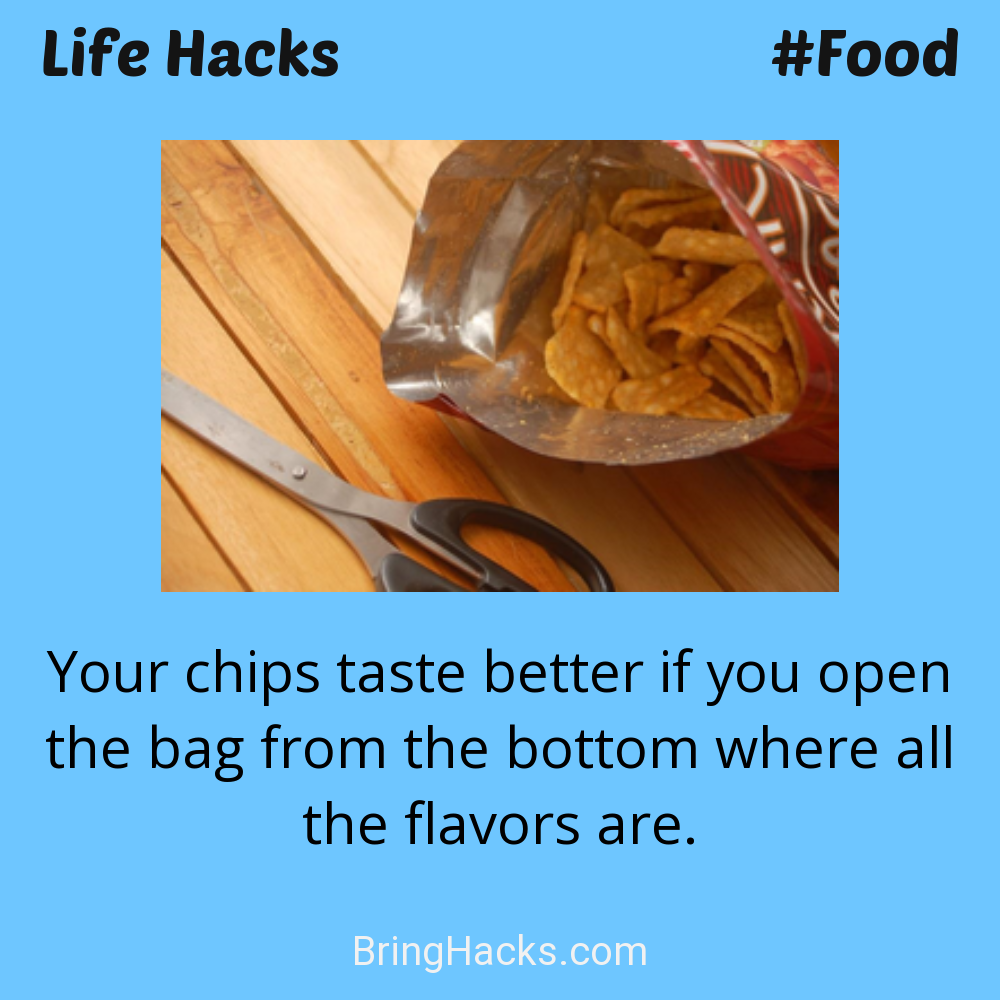 Life Hacks #Food
Your chips taste better if you open
the bag from the bottom where all
the flavors are.
BringHacks.com